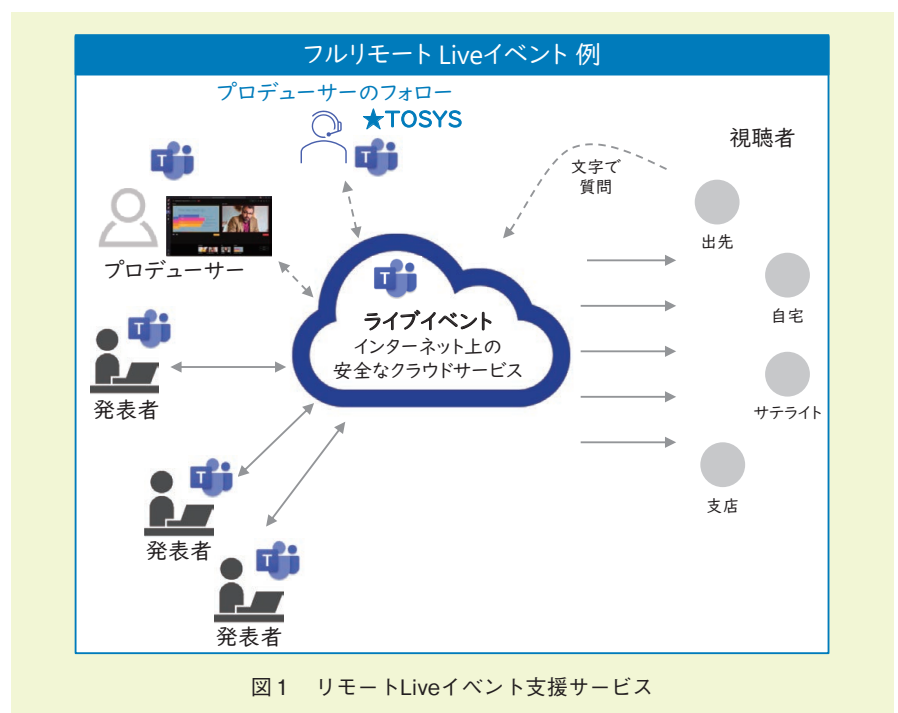 フルリモート Liveイベント 例
プロデューサーのフォロー
★TOSYS
視聴者
文字で
質問
出先
プロデューサー
自宅
ライブイベント
インターネット上の
安全なクラウドサービス
発表者
サテライト
支店
発表者
発表者
図1 リモートLiveイベント支援サービス